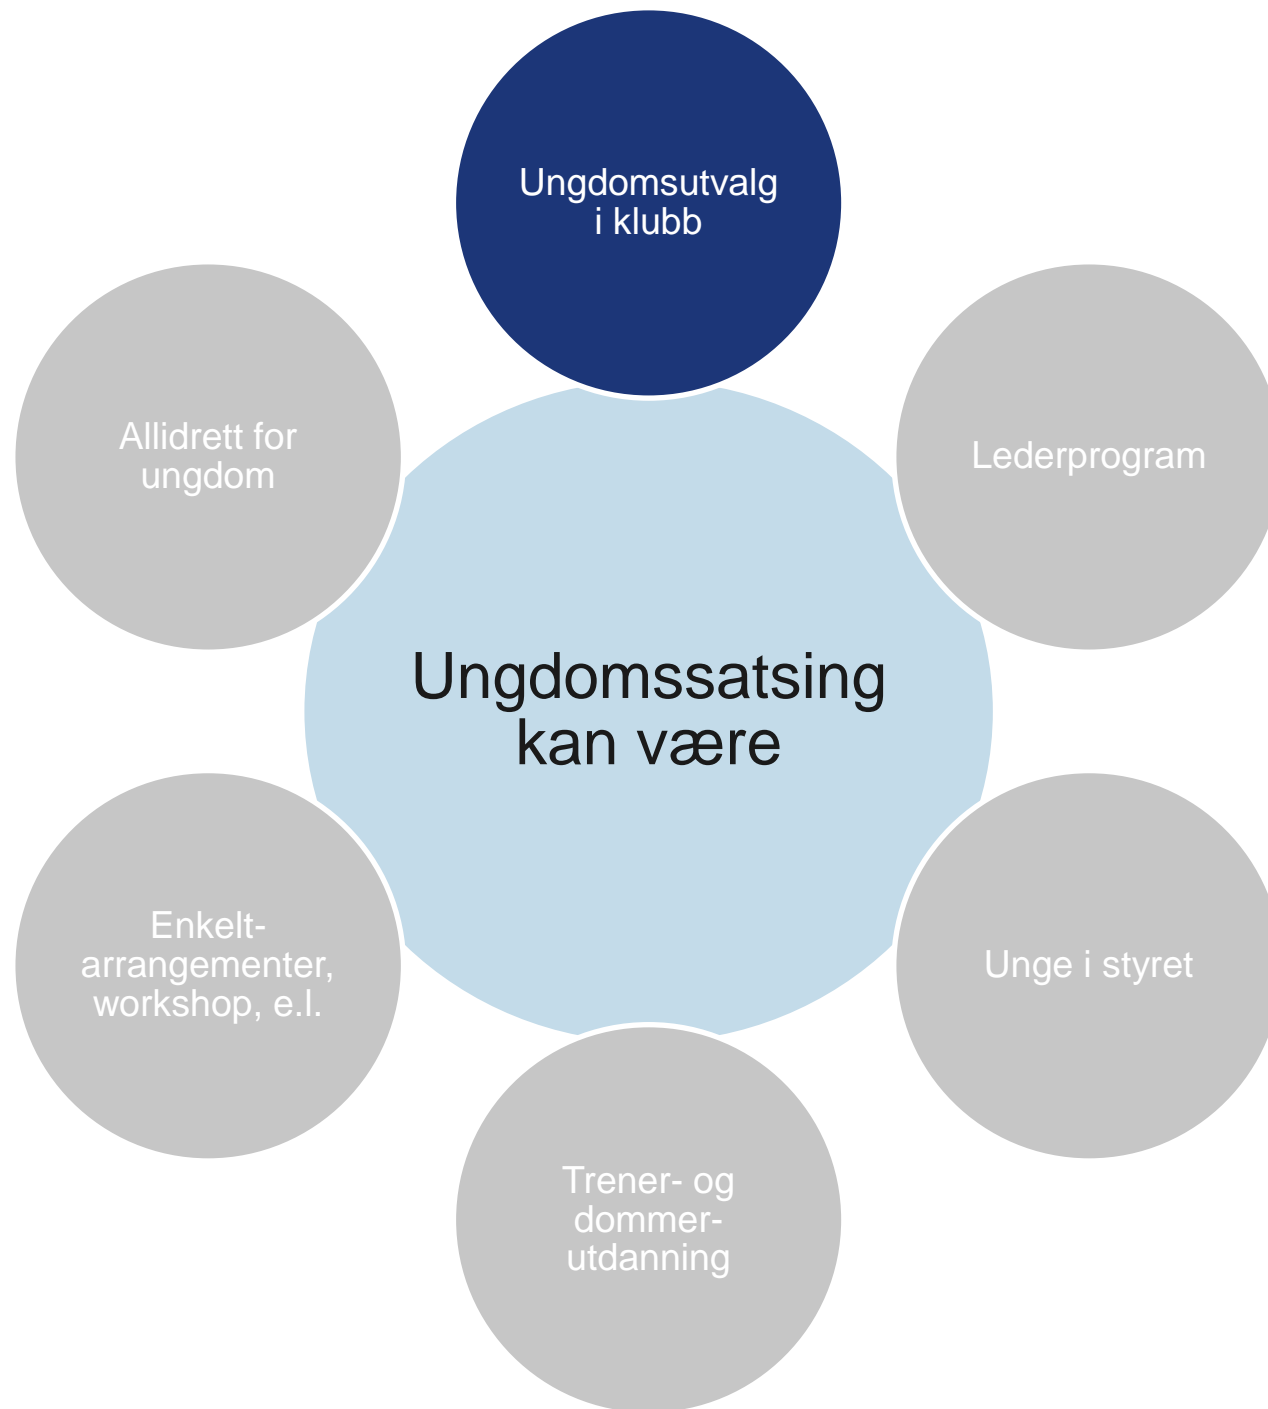 Ungdomsutvalg
i klubb
Lederprogram
Unge i styret
Trener- og
dommer-
utdanning
Enkelt-
arrangementer,
workshop, e.l.
Allidrett for
ungdom
Ungdomssatsing
kan være